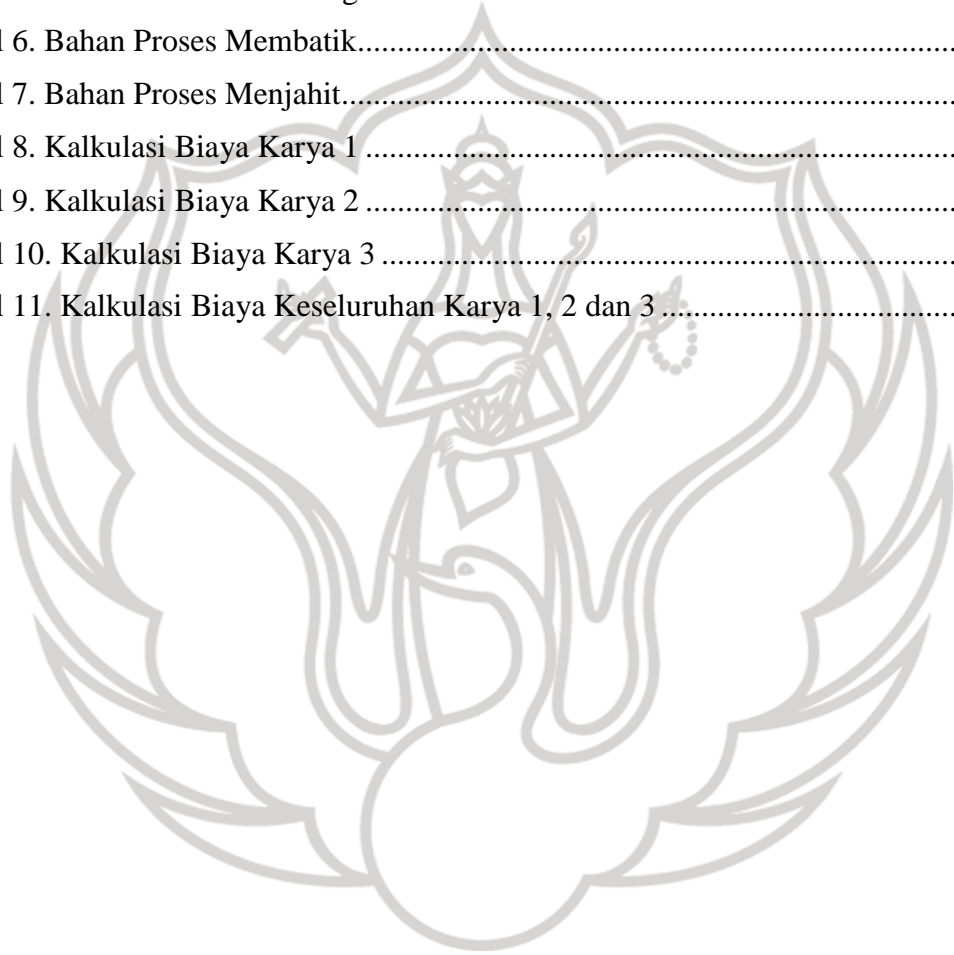 l 6. Bahan Proses Membatik..............................................................................
l 7. Bahan Proses Menjahit................................................................................
l 8. Kalkulasi Biaya Karya 1 .............................................................................
l 9. Kalkulasi Biaya Karya 2 .............................................................................
l 10. Kalkulasi Biaya Karya 3 ...........................................................................
l 11. Kalkulasi Biaya Keseluruhan Karya 1, 2 dan 3 ......................................